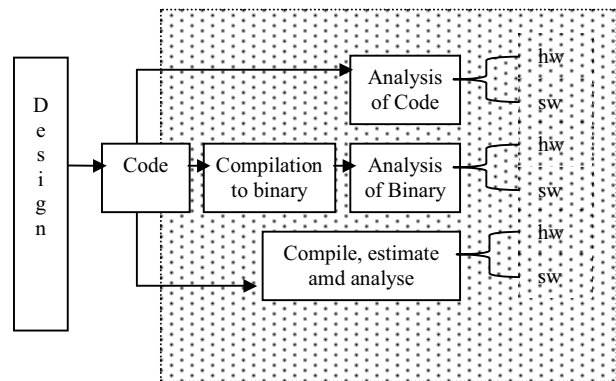 Design
Code
Compilation
to binary
Analysis
of Code
Analysis
of Binary
Compile, estimate
amd analyse
hw
sw
hw
sw
hw
sw